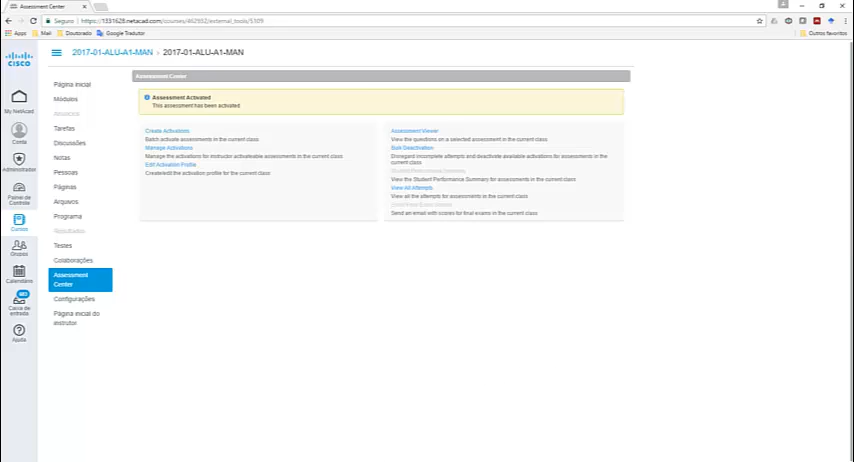 Assessment Center
Seguro
https://1331628.netacad.com/courses/462932/external_tools/5109
Apps
Mail
Doutorado
Google Tradutor
Outros favoritos
CISCO
2017-01-ALU-A1-MAN > 2017-01-ALU-A1-MAN
My NetAcad
Conta
Administrador
Painel de
Controle
Cursos
Grupos
Calendário
Caixa de
entrada
Ajuda
Página inicial
Módulos
Anúncios
Tarefas
Discussões
Notas
Pessoas
Páginas
Arquivos
Programa
Resultados
Testes
Colaborações
Assessment
Center
Configurações
Página inicial do
instrutor
Assessment Center
Assessment Activated
This assessment has been activated
Create Activations
Batch activate assessments in the current class
Manage Activations
Manage the activations for instructor activateable assessments in the current class
Edit Activation Profile
Create/edit the activation profile for the current class
Assessment Viewer
View the questions on a selected assessment in the current class
Bulk Deactivation
Disregard incomplete attempts and deactivate available activations for assessments in the
current class
Student Performance Summary
View the Student Performance Summary for assessments in the current class
View All Attempts
View all the attempts for assessments in the current class
Send an email with scores for final exams in the current class